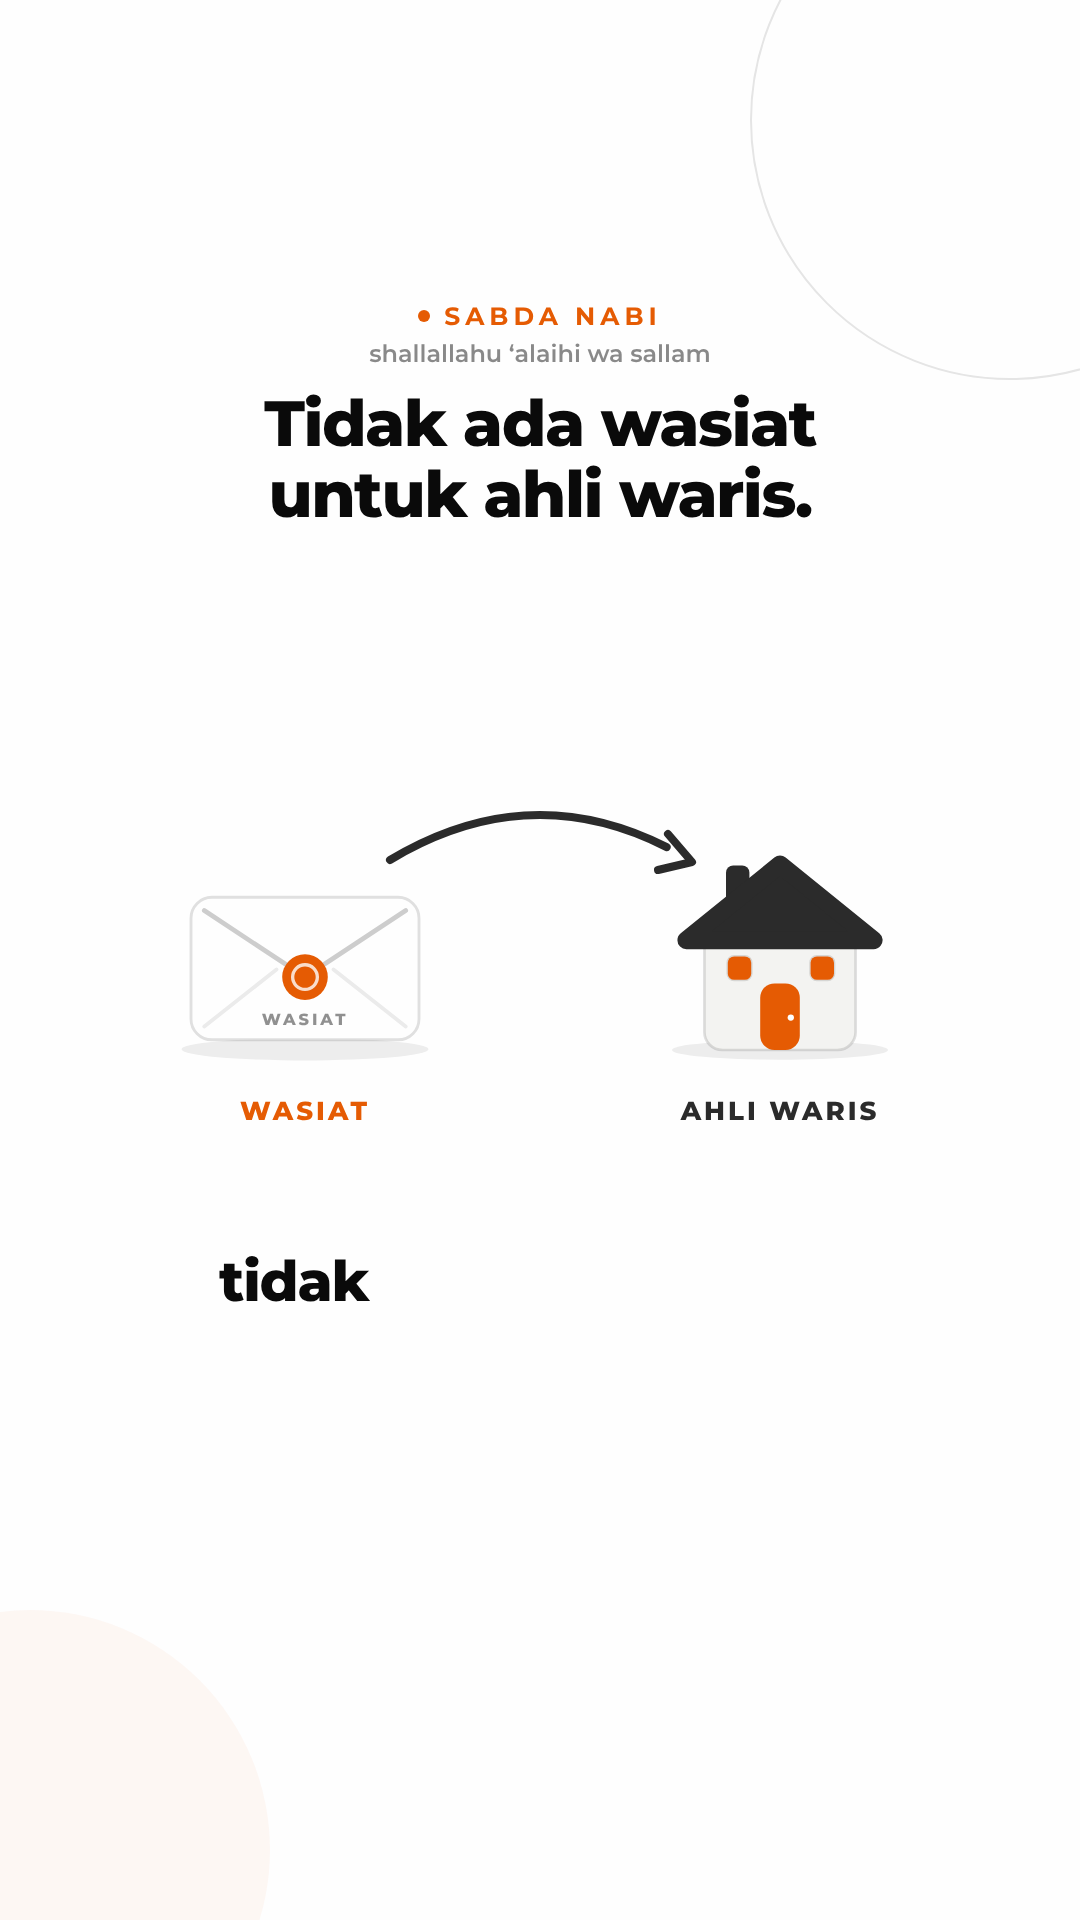 SABDA NABI
shallallahu ‘alaihi wa sallam
Tidak ada wasiat
untuk ahli waris.
WASIAT
WASIAT
AHLI WARIS
tidak